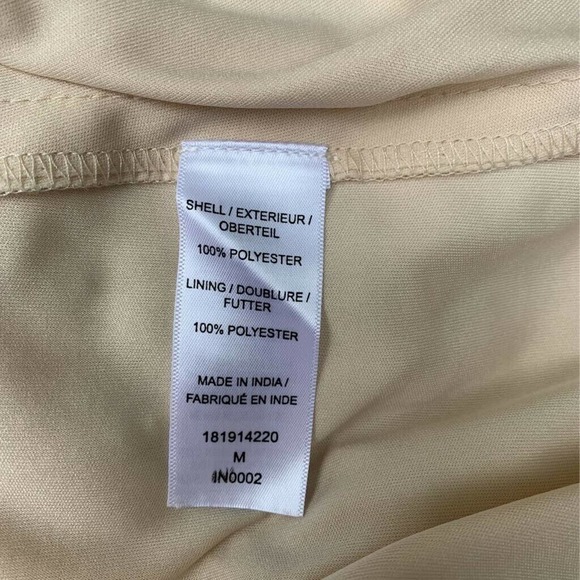 SHELL / EXTERIEUR /
OBERTEIL
100% POLYESTER
LINING / DOUBLURE /
FUTTER
100% POLYESTER
MADE IN INDIA /
FABRIQUÉ EN INDE
181914220
M
IN0002